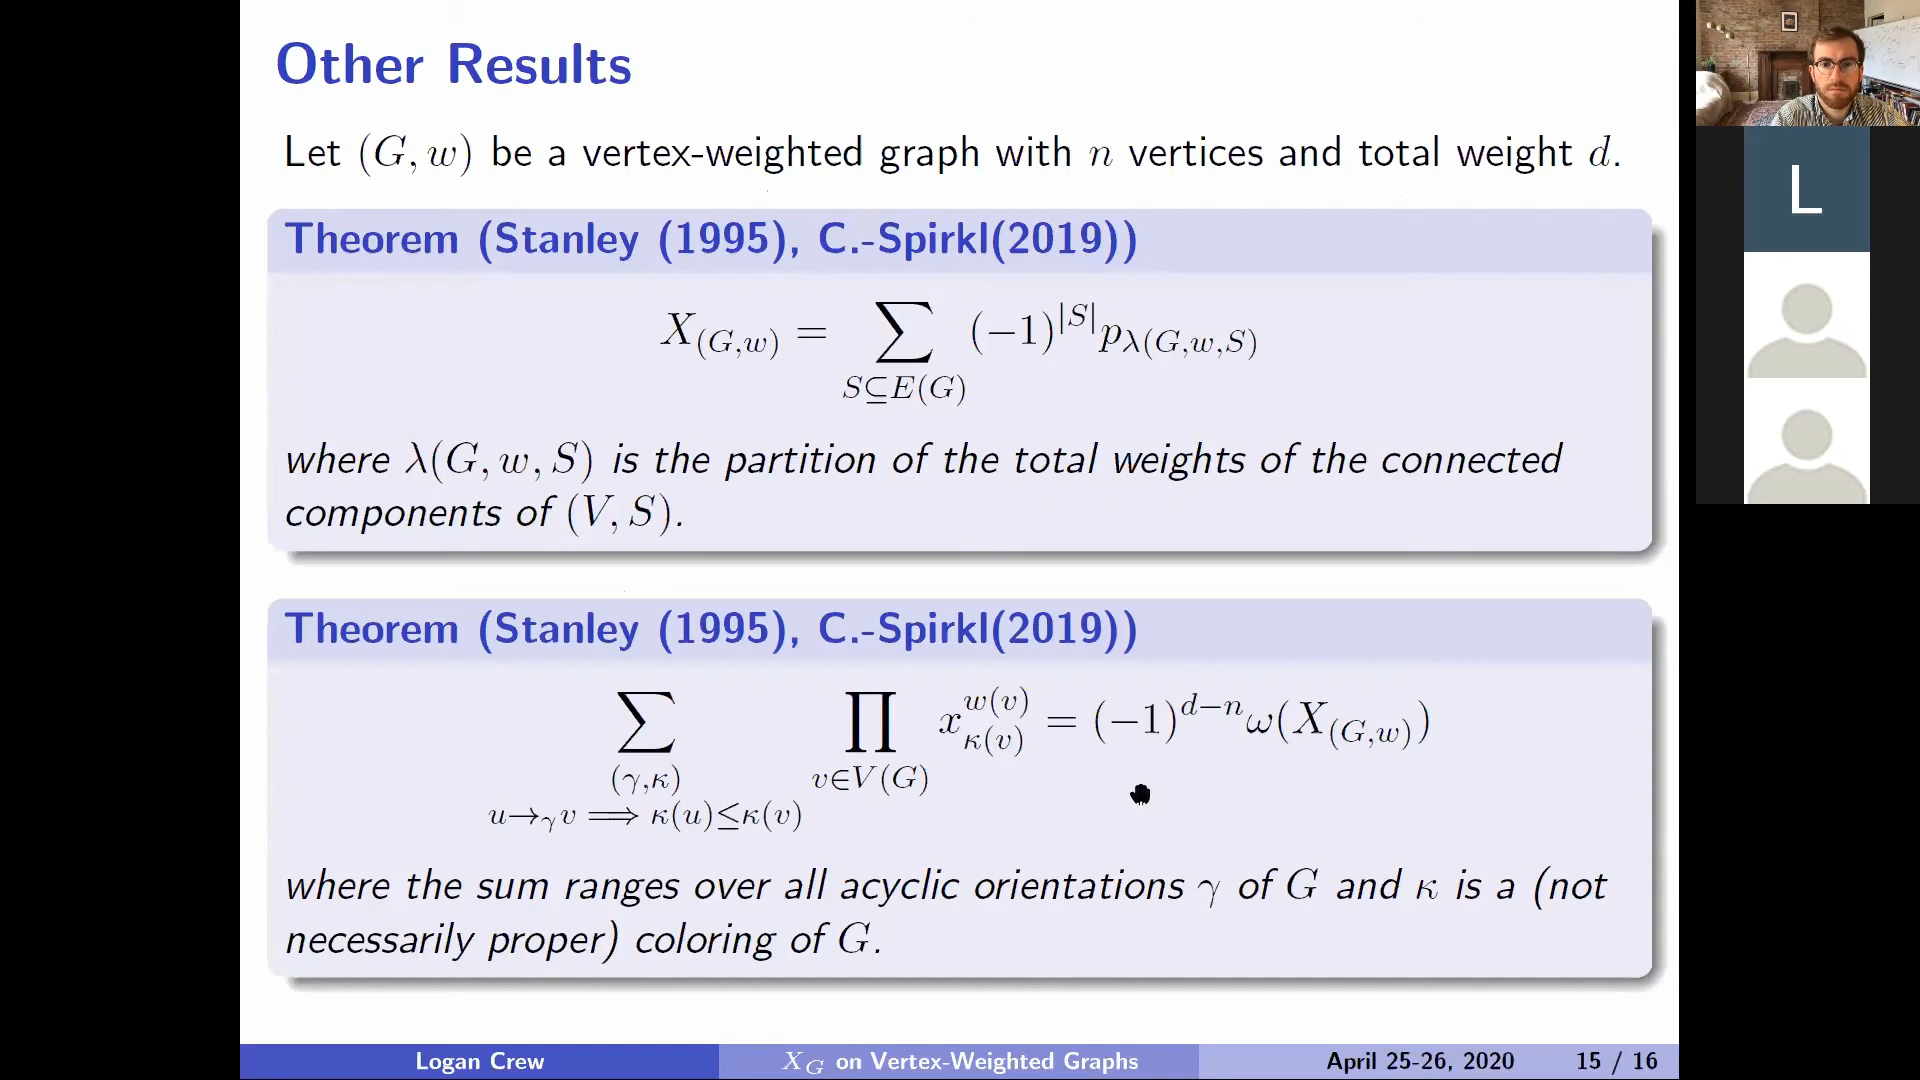 Other Results
Let (G, w) be a vertex-weighted graph with n vertices and total weight d.
Theorem (Stanley (1995), C.-Spirkl(2019))
X_{(G,w)} = \sum_{S⊆E(G)} (−1)^{|S|} p_{λ(G,w,S)}
where λ(G, w, S) is the partition of the total weights of the connected
components of (V, S).
Theorem (Stanley (1995), C.-Spirkl(2019))
\sum_{(γ,κ) u→_γ v ⟹ κ(u)≤κ(v)} \prod_{v∈V(G)} x_{κ(v)}^{w(v)} = (−1)^{d−n} ω(X_{(G,w)})
where the sum ranges over all acyclic orientations γ of G and κ is a (not
necessarily proper) coloring of G.
Logan Crew X_G on Vertex-Weighted Graphs April 25-26, 2020 15 / 16
L